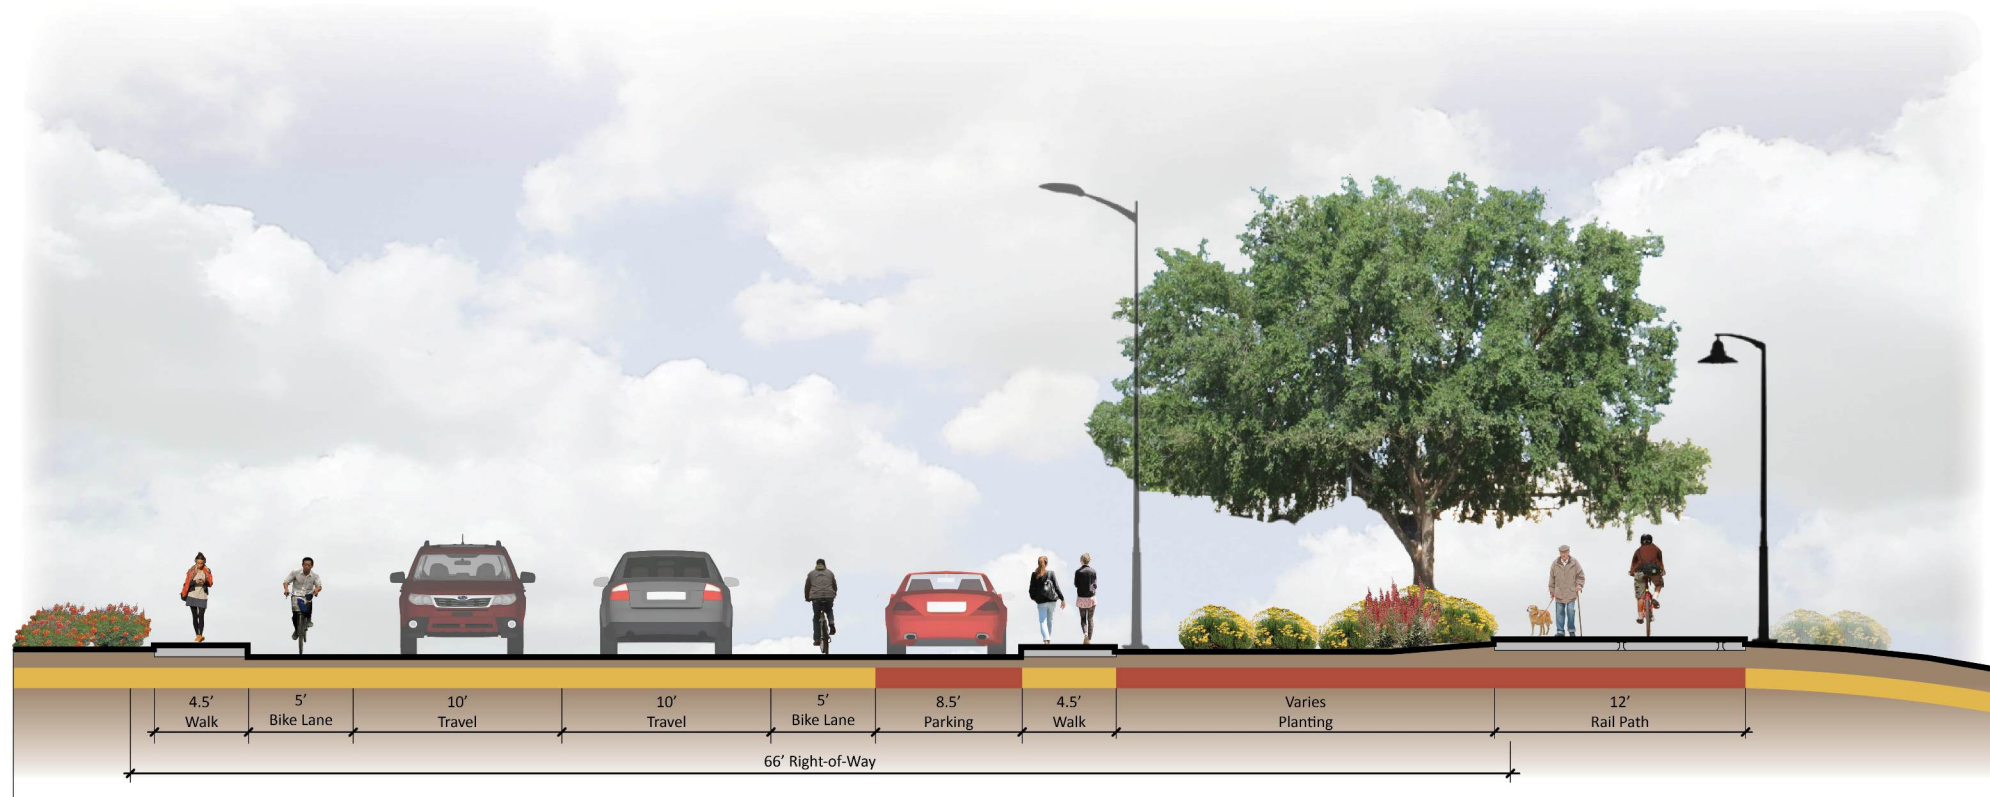 4.5’
Walk
5’
Bike Lane
10’
Travel
10’
Travel
5’
Bike Lane
8.5’
Parking
4.5’
Walk
Varies
Planting
12’
Rail Path
66’ Right-of-Way